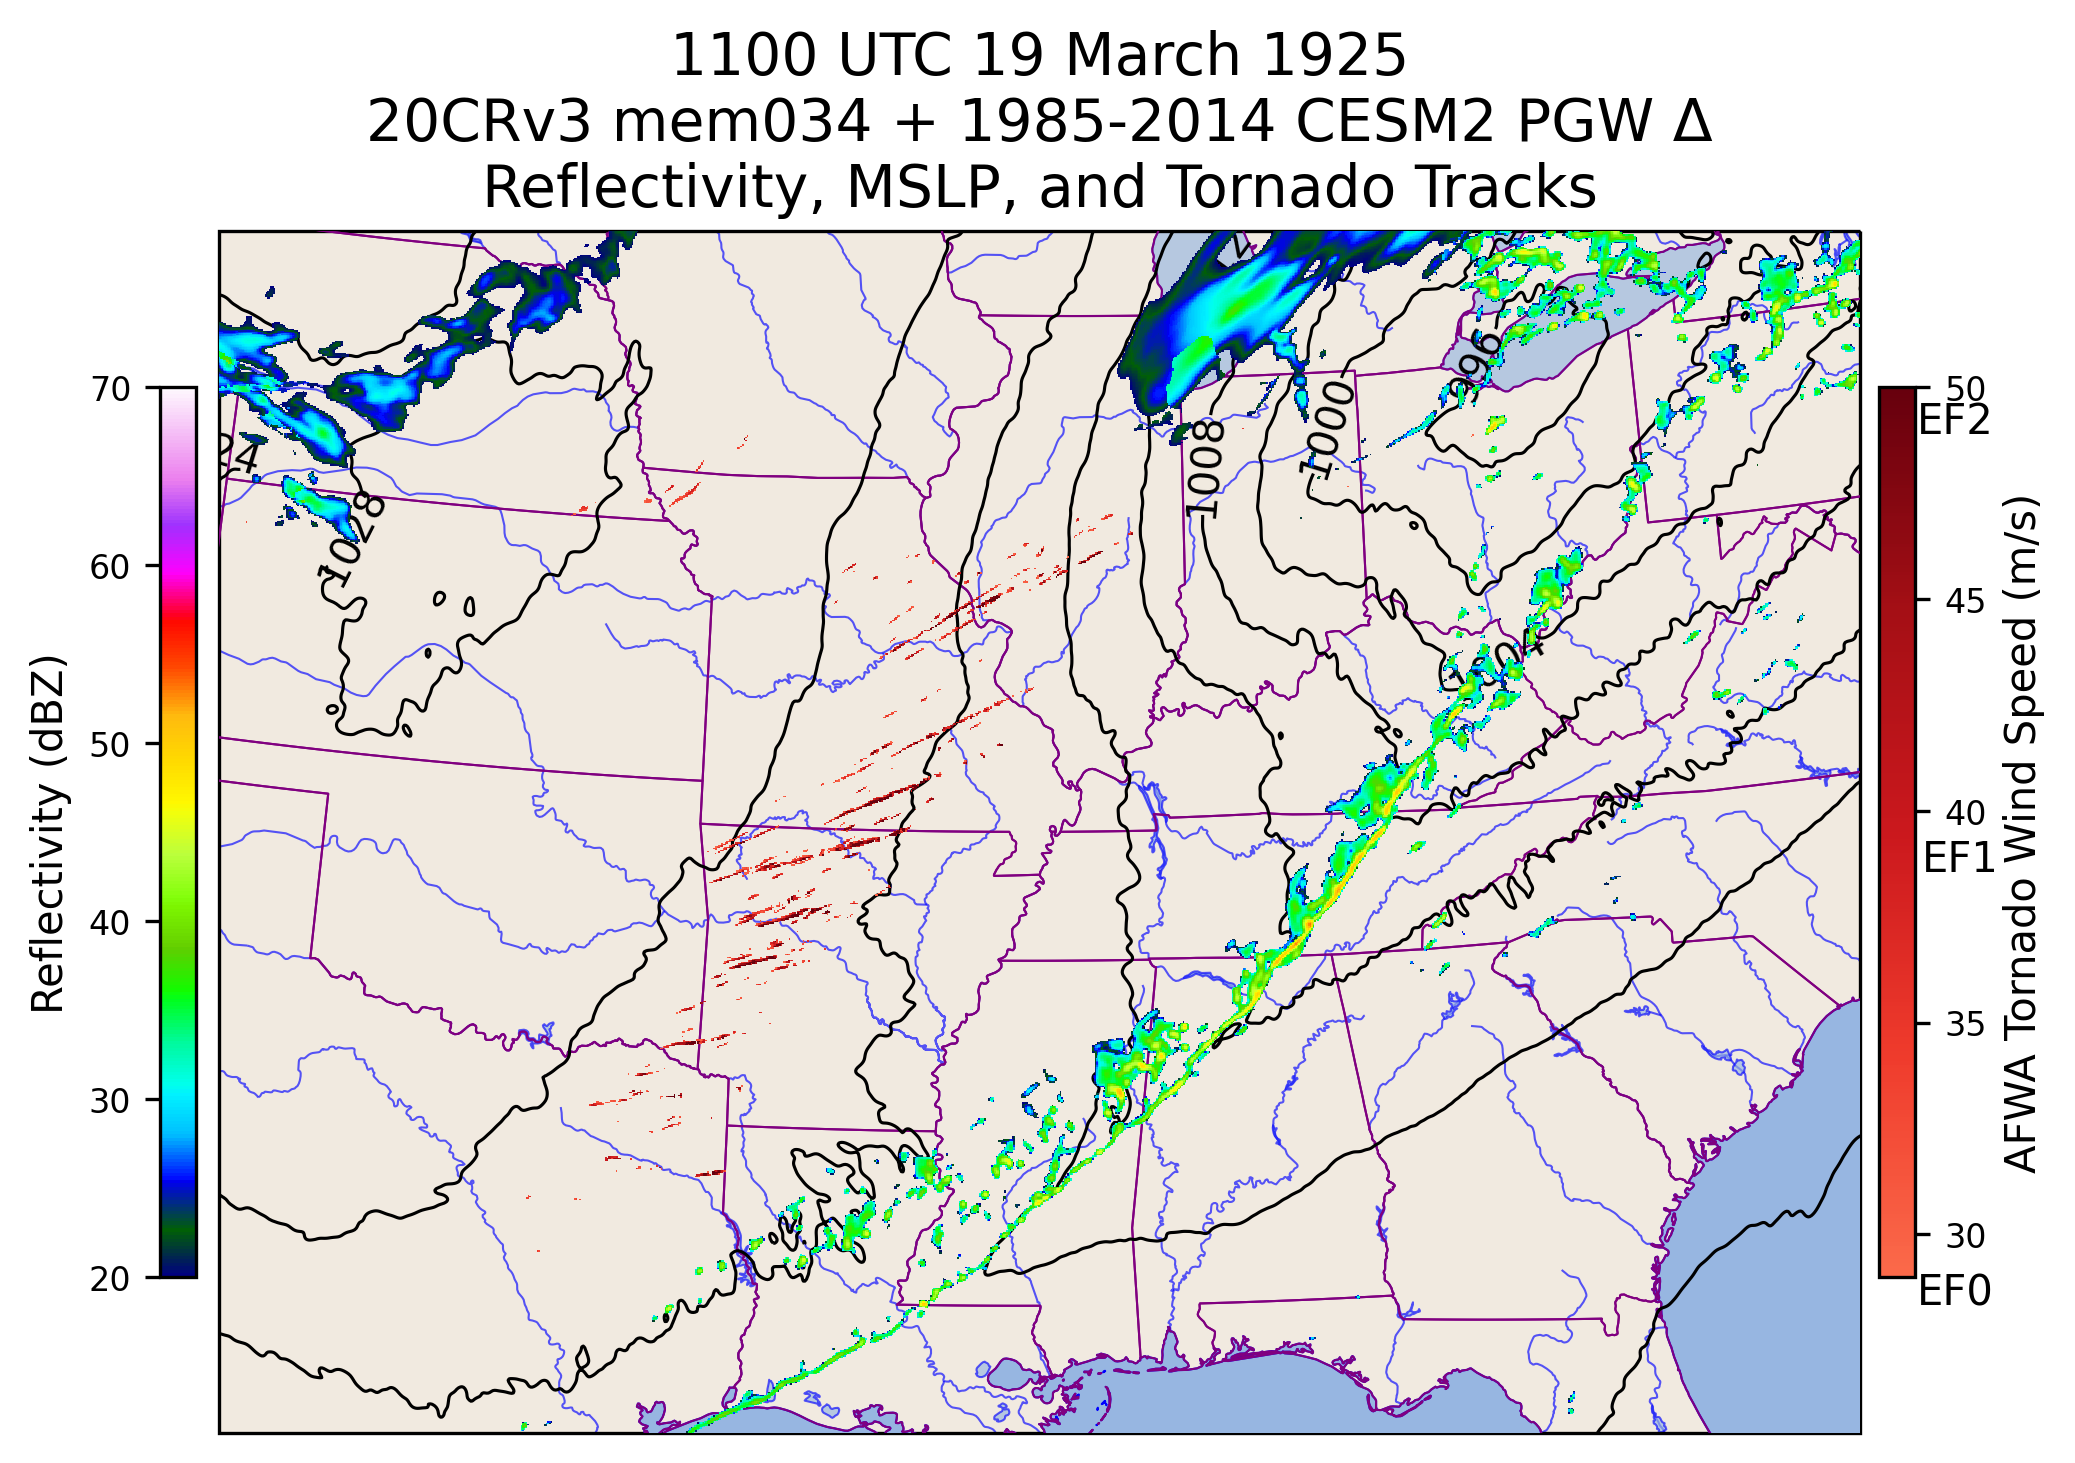 1100 UTC 19 March 1925
20CRv3 mem034 + 1985-2014 CESM2 PGW Δ
Reflectivity, MSLP, and Tornado Tracks
Reflectivity (dBZ)
70
60
50
40
30
20
24
1028
1008
1000
996
50
EF2
45
40
EF1
35
30
EF0
AFWA Tornado Wind Speed (m/s)